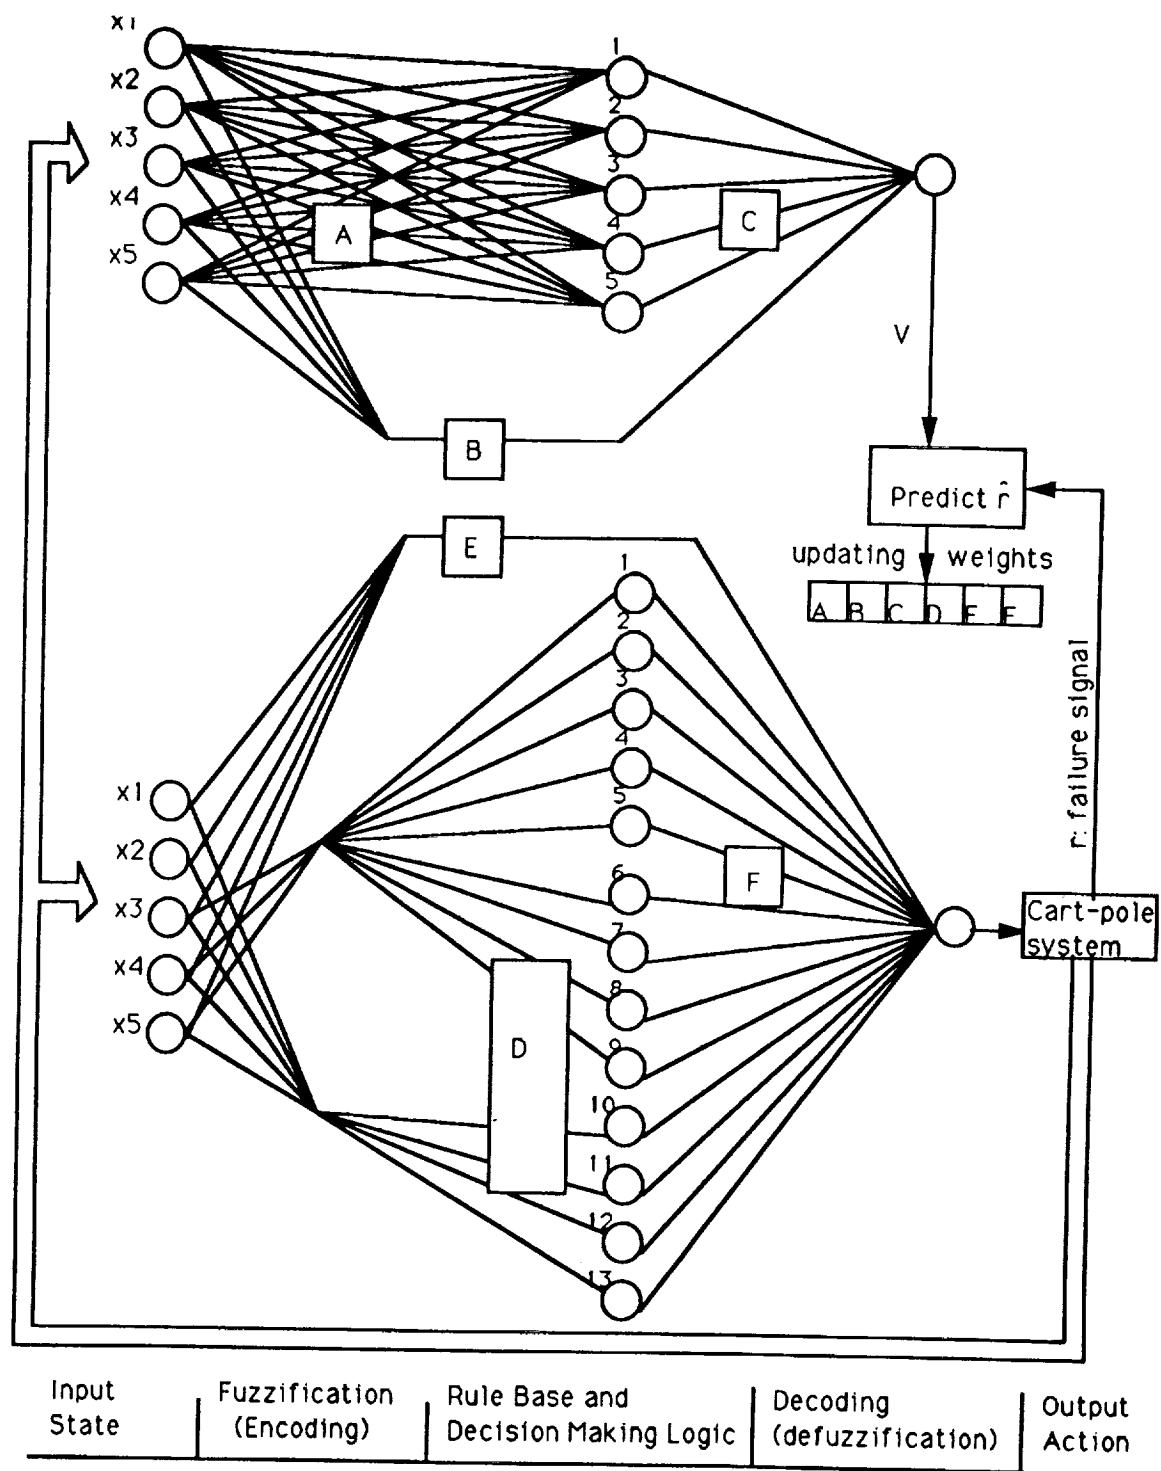 x1
x2
x3
x4
x5
1
2
3
4
5
A
C
B
V
Predict r̂
updating weights
A B C D E F
r: failure signal
E
x1
x2
x3
x4
x5
1
2
3
4
5
6
7
8
9
10
11
12
13
F
D
Cart-pole
system
Input
State
Fuzzification
(Encoding)
Rule Base and
Decision Making Logic
Decoding
(defuzzification)
Output
Action